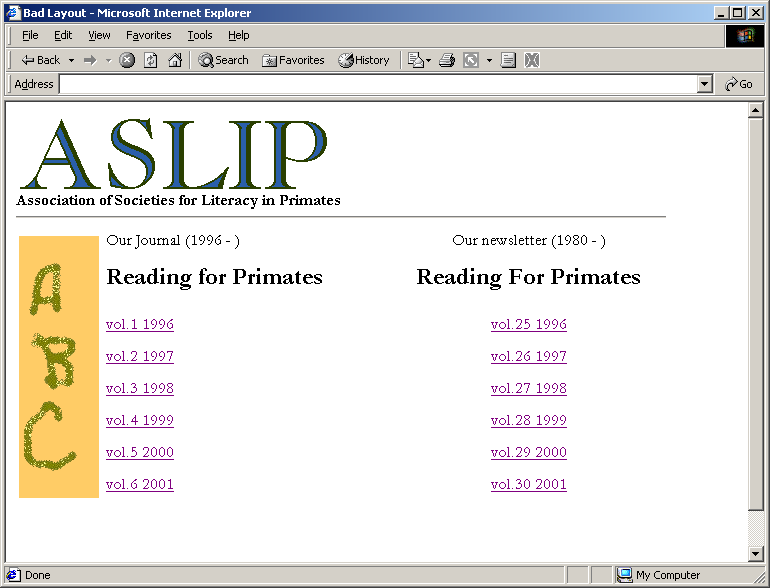 Bad Layout - Microsoft Internet Explorer
File Edit View Favorites Tools Help
Back Search Favorites History
Address Go
ASLIP
Association of Societies for Literacy in Primates
Our Journal (1996 - ) Our newsletter (1980 - )
Reading for Primates Reading For Primates
A
B
C
vol.1 1996 vol.25 1996
vol.2 1997 vol.26 1997
vol.3 1998 vol.27 1998
vol.4 1999 vol.28 1999
vol.5 2000 vol.29 2000
vol.6 2001 vol.30 2001
Done My Computer